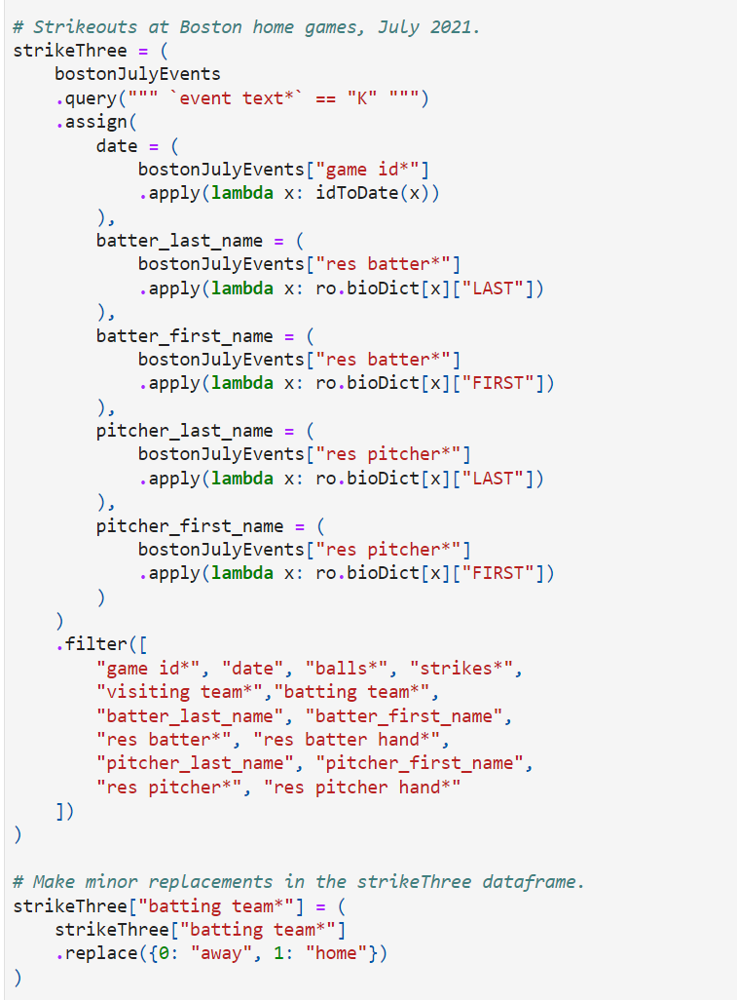 # Strikeouts at Boston home games, July 2021.
strikeThree = (
    bostonJulyEvents
    .query(""" `event text*` == "K" """)
    .assign(
        date = (
            bostonJulyEvents["game id*"]
            .apply(lambda x: idToDate(x))
        ),
        batter_last_name = (
            bostonJulyEvents["res batter*"]
            .apply(lambda x: ro.bioDict[x]["LAST"])
        ),
        batter_first_name = (
            bostonJulyEvents["res batter*"]
            .apply(lambda x: ro.bioDict[x]["FIRST"])
        ),
        pitcher_last_name = (
            bostonJulyEvents["res pitcher*"]
            .apply(lambda x: ro.bioDict[x]["LAST"])
        ),
        pitcher_first_name = (
            bostonJulyEvents["res pitcher*"]
            .apply(lambda x: ro.bioDict[x]["FIRST"])
        )
    )
    .filter([
        "game id*", "date", "balls*", "strikes*",
        "visiting team*","batting team*",
        "batter_last_name", "batter_first_name",
        "res batter*", "res batter hand*",
        "pitcher_last_name", "pitcher_first_name",
        "res pitcher*", "res pitcher hand*"
    ])
)

# Make minor replacements in the strikeThree dataframe.
strikeThree["batting team*"] = (
    strikeThree["batting team*"]
    .replace({0: "away", 1: "home"})
)